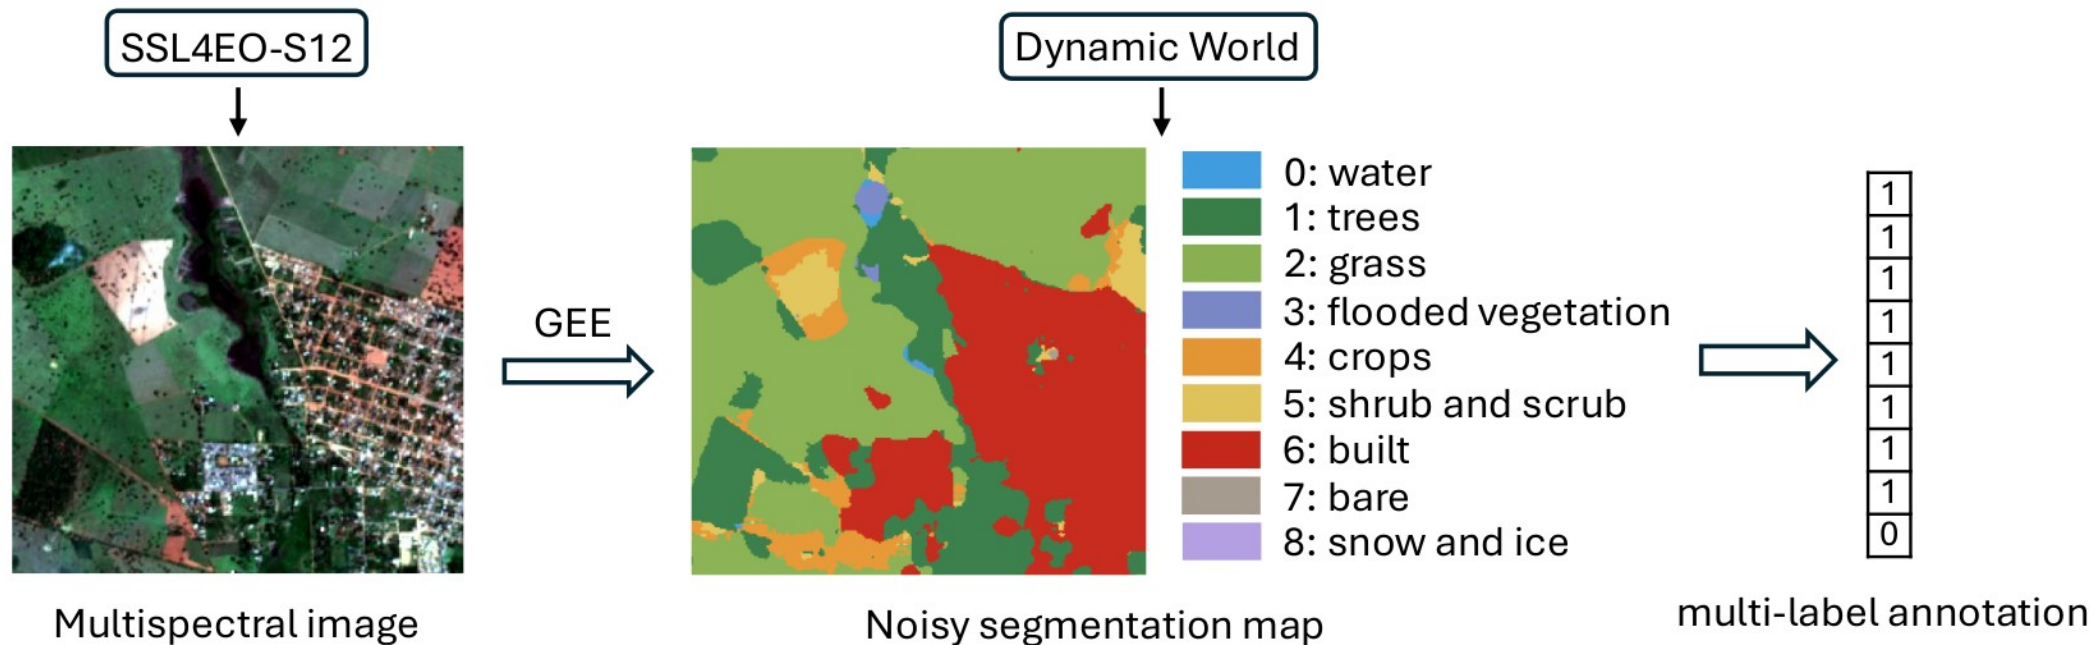 SSL4EO-S12
Dynamic World
GEE
0: water
1: trees
2: grass
3: flooded vegetation
4: crops
5: shrub and scrub
6: built
7: bare
8: snow and ice
1
1
1
1
1
1
1
1
0
Multispectral image
Noisy segmentation map
multi-label annotation